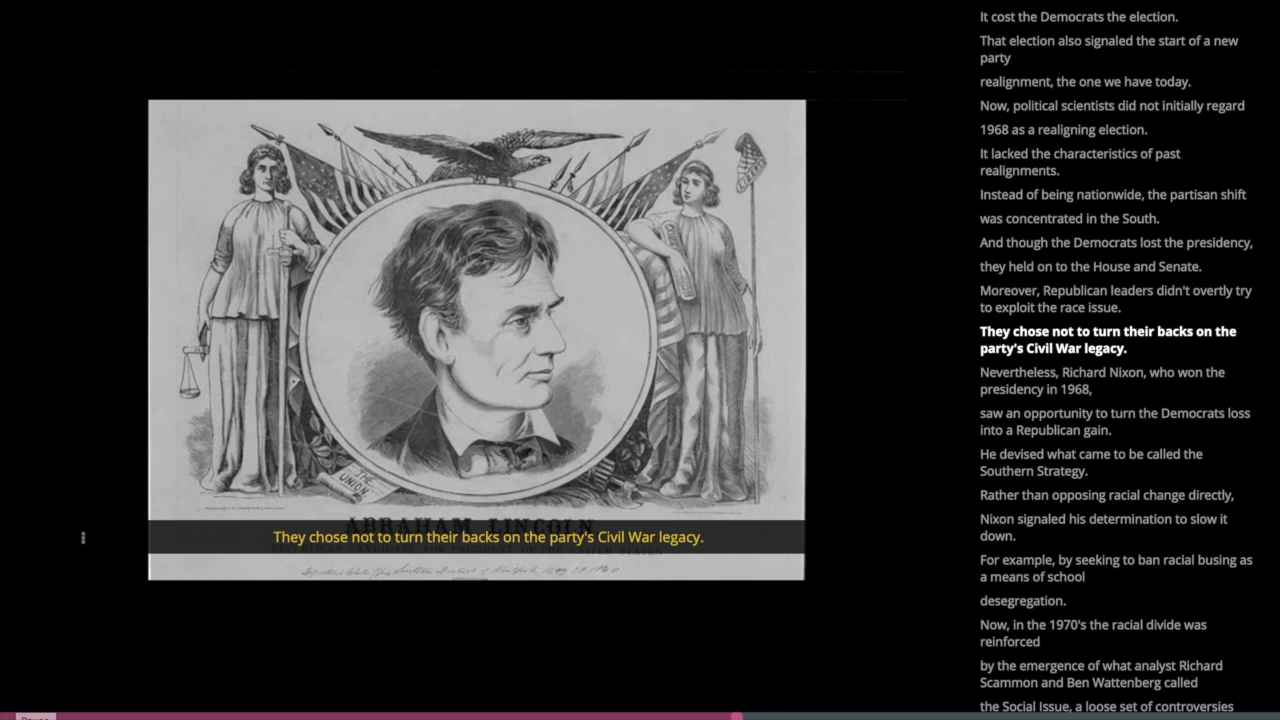 THE
UNION.
ABRAHAM LINCOLN
They chose not to turn their backs on the party's Civil War legacy.
It cost the Democrats the election.
That election also signaled the start of a new
party
realignment, the one we have today.
Now, political scientists did not initially regard
1968 as a realigning election.
It lacked the characteristics of past
realignments.
Instead of being nationwide, the partisan shift
was concentrated in the South.
And though the Democrats lost the presidency,
they held on to the House and Senate.
Moreover, Republican leaders didn't overtly try
to exploit the race issue.
They chose not to turn their backs on the
party's Civil War legacy.
Nevertheless, Richard Nixon, who won the
presidency in 1968,
saw an opportunity to turn the Democrats loss
into a Republican gain.
He devised what came to be called the
Southern Strategy.
Rather than opposing racial change directly,
Nixon signaled his determination to slow it
down.
For example, by seeking to ban racial busing as
a means of school
desegregation.
Now, in the 1970's the racial divide was
reinforced
by the emergence of what analyst Richard
Scammon and Ben Wattenberg called
the Social Issue, a loose set of controversies